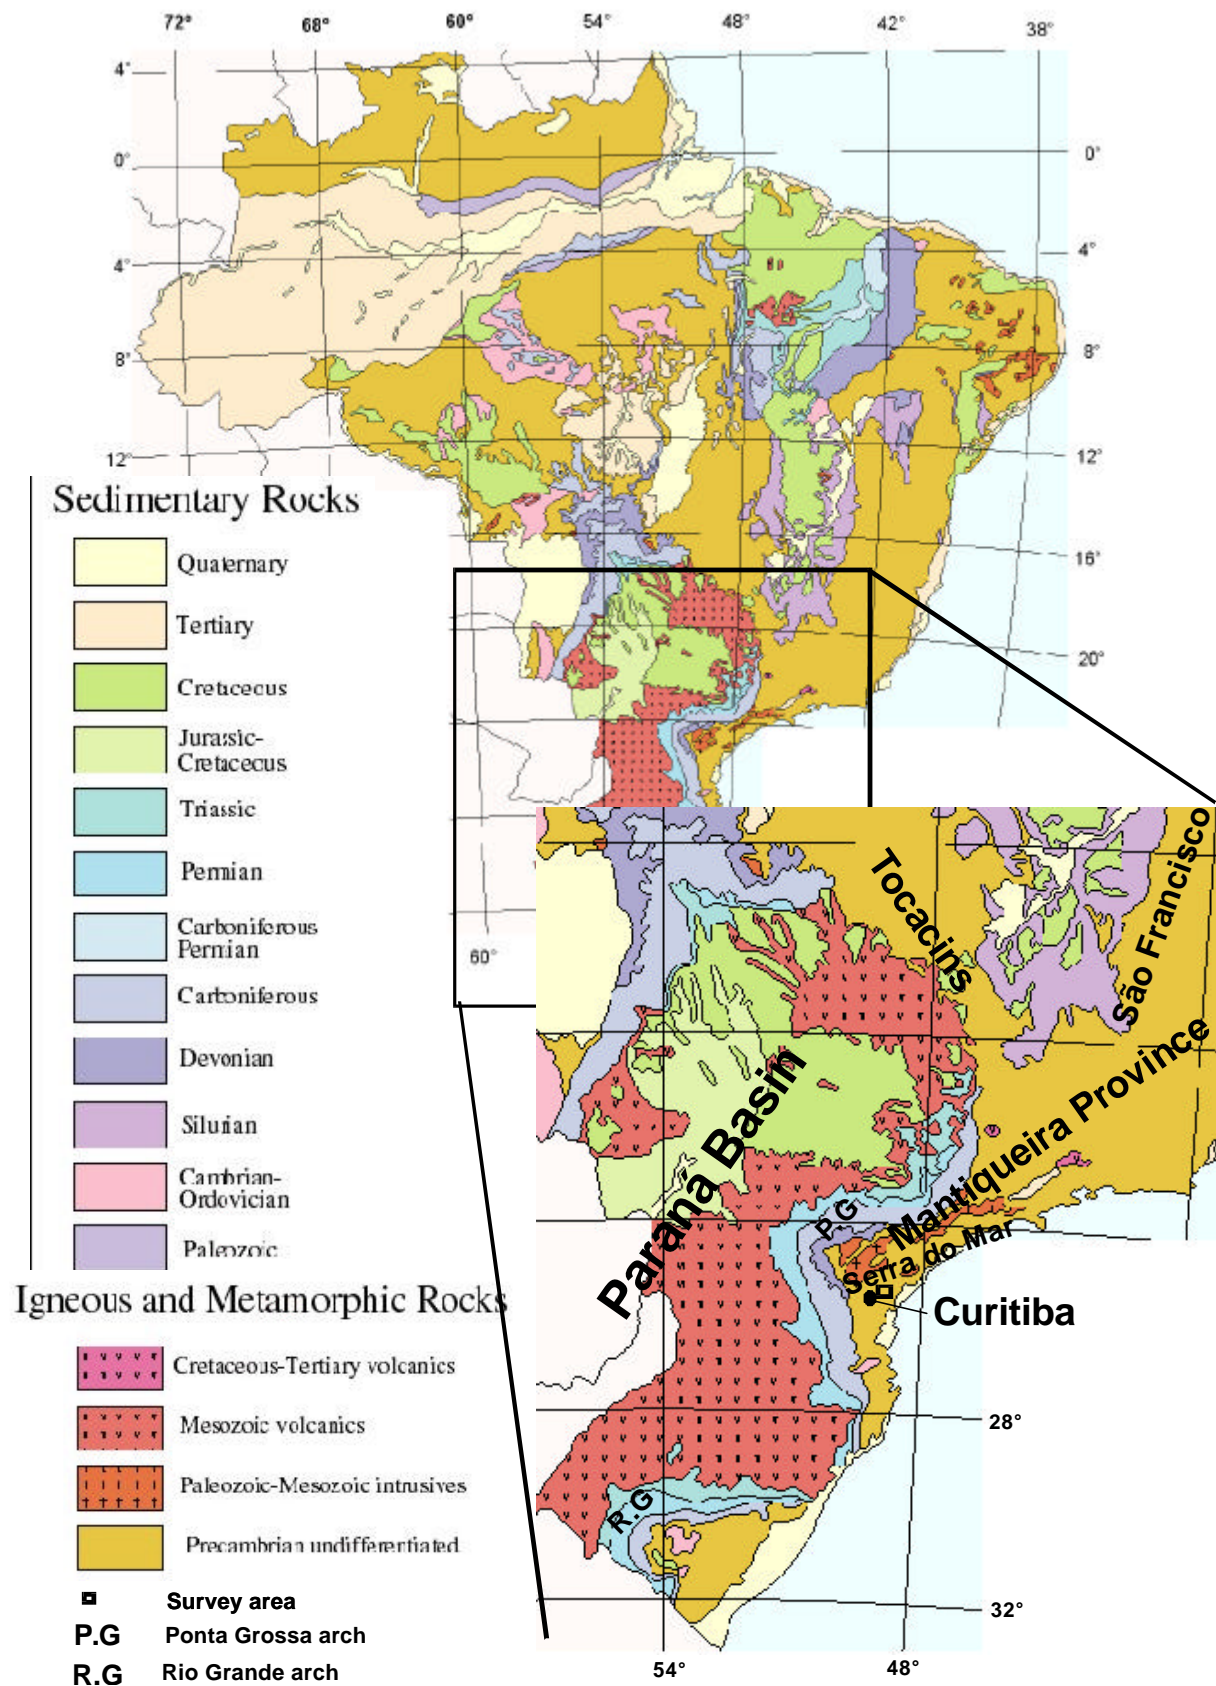 72°
68°
60°
54°
48°
42°
38°
4°
0°
0°
4°
4°
8°
8°
12°
12°
16°
20°
60°
Sedimentary Rocks
Quaternary
Tertiary
Cretaceous
Jurassic-
Cretaceous
Triassic
Permian
Carboniferous
Permian
Carboniferous
Devonian
Silurian
Cambrian-
Ordovician
Paleozoic
Igneous and Metamorphic Rocks
Cretaceous-Tertiary volcanics
Mesozoic volcanics
Paleozoic-Mesozoic intrusives
Precambrian undifferentiated
Survey area
P.G Ponta Grossa arch
R.G Rio Grande arch
Tocacins
São Francisco
Paraná Basin
Mantiqueira Province
P.G
Serra do Mar
Curitiba
R.G
28°
32°
54°
48°